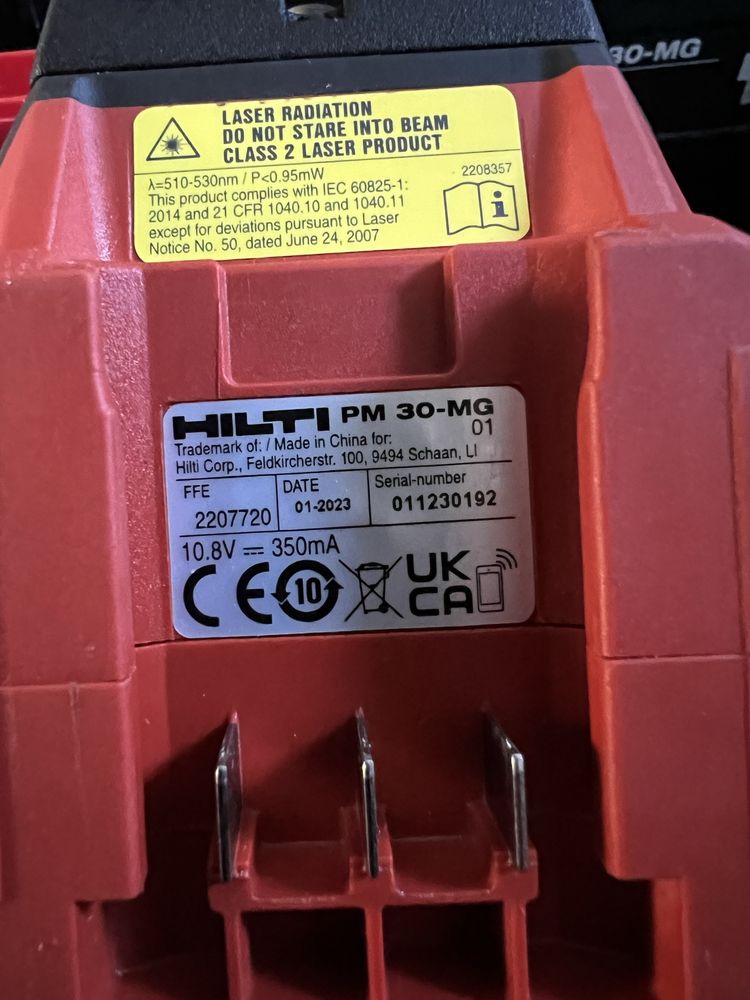 30-MG
LASER RADIATION
DO NOT STARE INTO BEAM
CLASS 2 LASER PRODUCT
λ=510-530nm / P<0.95mW
2208357
This product complies with IEC 60825-1:
2014 and 21 CFR 1040.10 and 1040.11
except for deviations pursuant to Laser
Notice No. 50, dated June 24, 2007
i
HILTI PM 30-MG
01
Trademark of: / Made in China for:
Hilti Corp., Feldkircherstr. 100, 9494 Schaan, LI
FFE
2207720
DATE
01-2023
Serial-number
011230192
10.8V ⎓ 350mA
CE 10 UK
CA